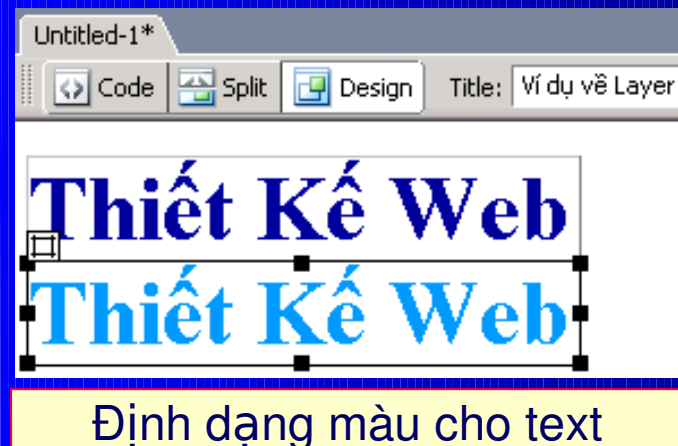 Untitled-1*
Code Split Design Title: Ví dụ về Layer
Thiết Kế Web
Thiết Kế Web
Định dạng màu cho text